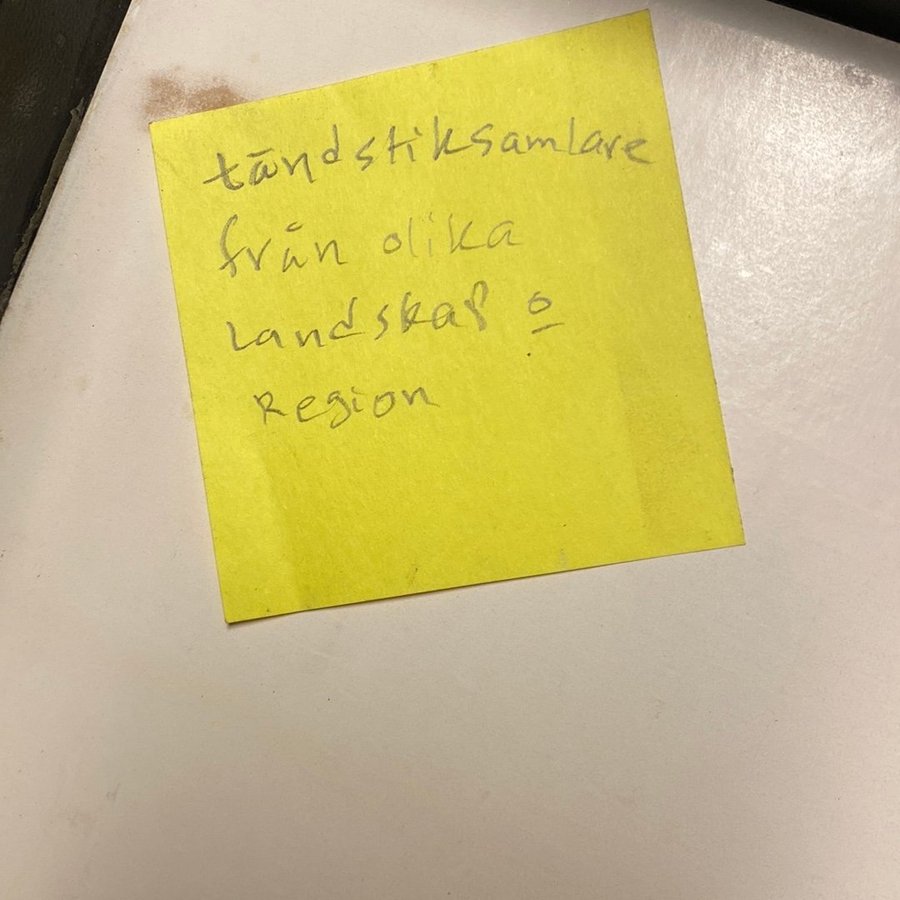 tändstiksamlare
från olika
Landskap o
Region